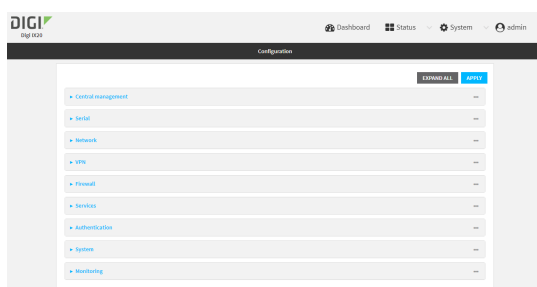 DIGI
Digi IX20
Dashboard Status System admin
Configuration
EXPAND ALL APPLY
Central management
Serial
Network
VPN
Firewall
Services
Authentication
System
Monitoring